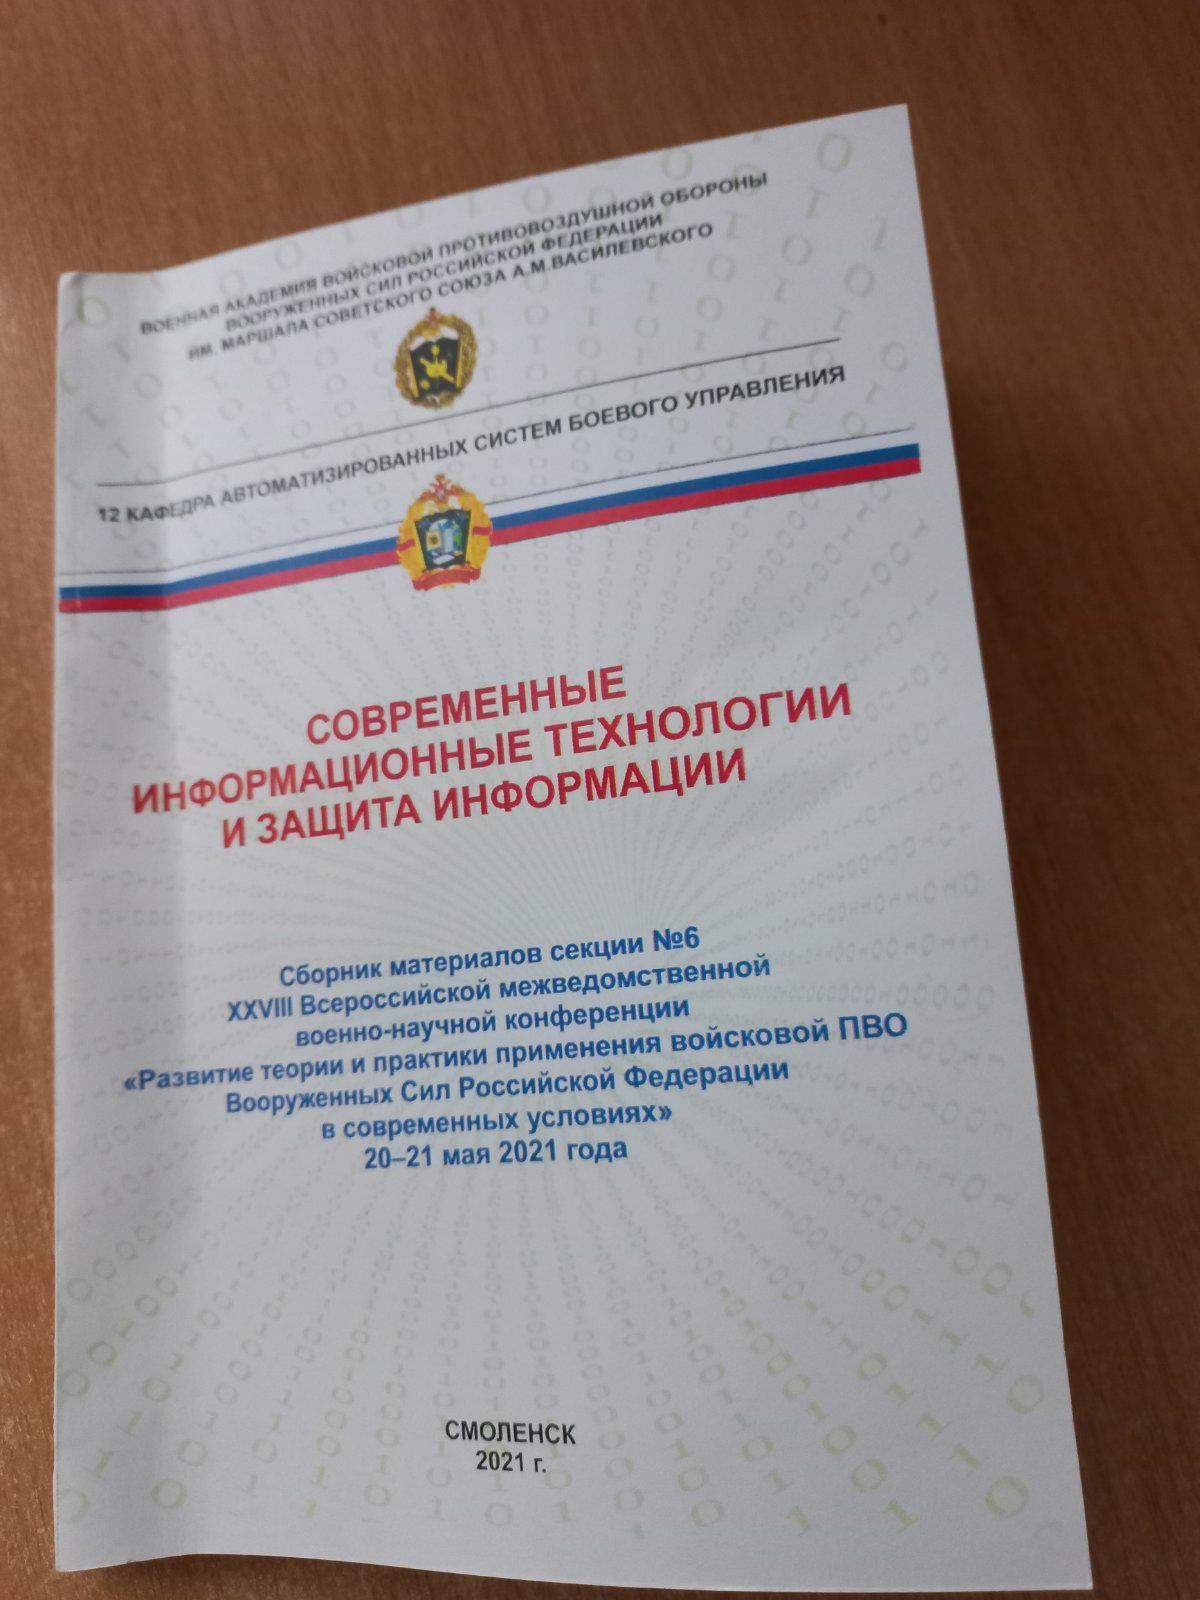 ВОЕННАЯ АКАДЕМИЯ ВОЙСКОВОЙ ПРОТИВОВОЗДУШНОЙ ОБОРОНЫ
ВООРУЖЕННЫХ СИЛ РОССИЙСКОЙ ФЕДЕРАЦИИ
ИМ. МАРШАЛА СОВЕТСКОГО СОЮЗА А.М.ВАСИЛЕВСКОГО
12 КАФЕДРА АВТОМАТИЗИРОВАННЫХ СИСТЕМ БОЕВОГО УПРАВЛЕНИЯ
СОВРЕМЕННЫЕ
ИНФОРМАЦИОННЫЕ ТЕХНОЛОГИИ
И ЗАЩИТА ИНФОРМАЦИИ
Сборник материалов секции №6
XXVIII Всероссийской межведомственной
военно-научной конференции
«Развитие теории и практики применения войсковой ПВО
Вооруженных Сил Российской Федерации
в современных условиях»
20–21 мая 2021 года
СМОЛЕНСК
2021 г.